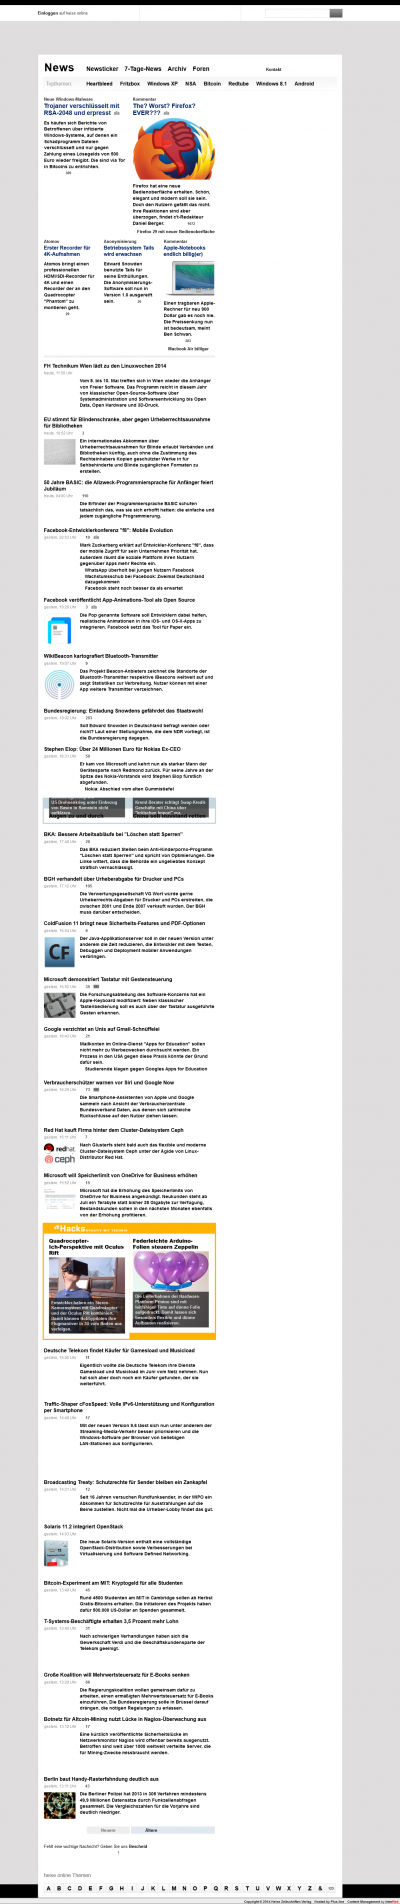 Einloggen auf heise online
News
Newsticker 7-Tage-News Archiv Foren
Kontakt
Topthemen:
Heartbleed Fritzbox Windows XP NSA Bitcoin Redtube Windows 8.1 Android
Neue Windows-Malware
Trojaner verschlüsselt mit
RSA-2048 und erpresst
Es häufen sich Berichte von
Betroffenen über infizierte
Windows-Systeme, auf denen ein
Schadprogramm Dateien
verschlüsselt und nur gegen
Zahlung eines Lösegelds von 500
Euro wieder freigibt. Die sind via Tor
in Bitcoins zu entrichten.
Kommentar
The? Worst? Firefox?
EVER???
Firefox hat eine neue
Bedienoberfläche erhalten. Schön,
elegant und modern soll sie sein.
Doch den Nutzern gefällt das nicht.
Ihre Reaktionen sind aber
überzogen, findet c't-Redakteur
Daniel Berger.
Firefox 29 mit neuer Bedienoberfläche
Atomos
Erster Recorder für
4K-Aufnahmen
Atomos bringt einen
professionellen
HDMI/SDI-Recorder für
4K und einen
Recorder der an den
Quadrocopter
"Phantom" zu
montieren geht.
Anonymisierung
Betriebssystem Tails
wird erwachsen
Edward Snowden
benutzte Tails für
seine Enthüllungen.
Die Anonymisierungs-
Software soll nun in
Version 1.0 ausgereift
sein.
Kommentar
Apple-Notebooks
endlich billig(er)
Einen tragbaren Apple-
Rechner für neu 900
Dollar gab es noch nie.
Die Preissenkung nun
ist bedeutsam, meint
Ben Schwan.
Macbook Air billiger
FH Technikum Wien lädt zu den Linuxwochen 2014
Vom 8. bis 10. Mai treffen sich in Wien wieder die Anhänger
von Freier Software. Das Programm reicht in diesem Jahr
von klassischer Open-Source-Software über
Systemadministration und Softwareentwicklung bis Open
Data, Open Hardware und 3D-Druck.
EU stimmt für Blindenschranke, aber gegen Urheberrechtsausnahme
für Bibliotheken
Ein internationales Abkommen über
Urheberrechtsausnahmen für Blinde erlaubt Verbänden und
Bibliotheken künftig, auch ohne die Zustimmung des
Rechteinhabers Kopien geschützter Werke in für
Sehbehinderte und Blinde zugänglichen Formaten zu
erstellen.
50 Jahre BASIC: die Allzweck-Programmiersprache für Anfänger feiert
Jubiläum
Die Erfinder der Programmiersprache BASIC schufen
tatsächlich das, was sie sich erhofft hatten: die einfache und
jedem zugängliche Programmierung.
Facebook-Entwicklerkonferenz "f8": Mobile Evolution
Mark Zuckerberg erklärt auf Entwickler-Konferenz "f8", dass
der mobile Zugriff für sein Unternehmen Priorität hat.
Außerdem räumt die soziale Plattform ihren Nutzern
gegenüber Apps mehr Rechte ein.
WhatsApp überholt bei jungen Nutzern Facebook
Wachstumsschub bei Facebook: Zweimal Deutschland
dazugekommen
Facebook steht noch besser da als erwartet
Facebook veröffentlicht App-Animations-Tool als Open Source
Die Pop genannte Software soll Entwicklern dabei helfen,
realistische Animationen in ihre iOS- und OS-X-Apps zu
integrieren. Facebook setzt das Tool für Paper ein.
WikiBeacon kartografiert Bluetooth-Transmitter
Das Projekt Beacon-Anbieters zeichnet die Standorte der
Bluetooth-Transmitter respektive iBeacons weltweit auf und
zeigt Statistiken zur Verbreitung. Nutzer können mit einer
App weitere Transmitter verzeichnen.
Bundesregierung: Einladung Snowdens gefährdet das Staatswohl
Soll Edward Snowden in Deutschland befragt werden oder
nicht? Laut einer Stellungnahme, die dem NDR vorliegt, ist
die Bundesregierung dagegen.
Stephen Elop: Über 24 Millionen Euro für Nokias Ex-CEO
Er kam von Microsoft und kehrt nun als starker Mann der
Gerätesparte nach Redmond zurück. Für seine Jahre an der
Spitze des Nokia-Vorstands wird Stephen Elop fürstlich
abgefunden.
Nokia: Abschied vom alten Gummistiefel
BKA: Bessere Arbeitsabläufe bei "Löschen statt Sperren"
Das BKA reduziert Stellen beim Anti-Kinderporno-Programm
"Löschen statt Sperren" und spricht von Optimierungen. Die
Linke wittert, dass die Behörde ein ungeliebtes Konzept
sträflich vernachlässigt.
BGH verhandelt über Urheberabgabe für Drucker und PCs
Die Verwertungsgesellschaft VG Wort würde gerne
Urheberrechts-Abgaben für Drucker und PCs erstreiten, die
zwischen 2001 und Ende 2007 verkauft wurden. Der BGH
muss darüber entscheiden.
ColdFusion 11 bringt neue Sicherheits-Features und PDF-Optionen
Der Java-Applikationsserver soll in der neuen Version unter
anderem die Zeit reduzieren, die Entwickler mit dem Testen,
Debuggen und Deployment mobiler Anwendungen
verbringen.
Microsoft demonstriert Tastatur mit Gestensteuerung
Die Forschungsabteilung des Software-Konzerns hat ein
Apple-Keyboard modifiziert: Neben klassischer
Tastenbedienung soll es auch über der Tastatur ausgeführte
Gesten erkennen.
Google verzichtet an Unis auf Gmail-Schnüffelei
Mailkonten im Online-Dienst "Apps for Education" sollen
nicht mehr zu Werbezwecken durchsucht werden. Ein
Prozess in den USA gegen diese Praxis könnte der Grund
dafür sein.
Studierende klagen gegen Googles Apps for Education
Verbraucherschützer warnen vor Siri und Google Now
Die Smartphone-Assistenten von Apple und Google
sammeln nach Ansicht der Verbraucherzentrale
Bundesverband Daten, aus denen sich zahlreiche
Rückschlüsse auf den Nutzer ziehen lassen.
Red Hat kauft Firma hinter dem Cluster-Dateisystem Ceph
Nach Glusterfs steht bald auch das flexible und moderne
Cluster-Dateisystem Ceph unter der Ägide von Linux-
Distributor Red Hat.
redhat
ceph
Microsoft will Speicherlimit von OneDrive for Business erhöhen
Microsoft hat die Erhöhung des Speicherlimits von
OneDrive for Business angekündigt. Neukunden steht ab
Juli ein Terabyte statt bisher 25 Gigabyte zur Verfügung,
Bestandskunden sollen in den nächsten Monaten ebenfalls
von der Erhöhung profitieren.
Hacks
Quadrocopter-
Ich-Perspektive mit Oculus
Rift
Federleichte Arduino-
Folien steuern Zeppelin
Deutsche Telekom findet Käufer für Gamesload und Musicload
Eigentlich wollte die Deutsche Telekom ihre Dienste
Gamesload und Musicload im Juni vom Netz nehmen. Nun
hat sich aber doch noch ein Käufer gefunden, der sie
weiterführt.
Traffic-Shaper cFosSpeed: Volle IPv6-Unterstützung und Konfiguration
per Smartphone
Mit der neuen Version 9.6 lässt sich nun unter anderem der
Streaming-Media-Verkehr besser priorisieren und die
Windows-Software per Browser von beliebigen
LAN-Stationen aus konfigurieren.
Broadcasting Treaty: Schutzrechte für Sender bleiben ein Zankapfel
Seit 16 Jahren versuchen Rundfunksender, in der WIPO ein
Abkommen für Schutzrechte für Ausstrahlungen auf die
Beine zustellen. Nicht mal die Urheber-Lobby findet das gut.
Solaris 11.2 integriert OpenStack
Die neue Solaris-Version enthält eine vollständige
OpenStack-Distribution sowie Verbesserungen bei
Virtualisierung und Software Defined Networking.
Bitcoin-Experiment am MIT: Kryptogeld für alle Studenten
Rund 4500 Studenten am MIT in Cambridge sollen ab Herbst
Gratis-Bitcoins erhalten. Die Initiatoren des Projekts haben
dafür 500.000 US-Dollar an Spenden gesammelt.
T-Systems-Beschäftigte erhalten 3,5 Prozent mehr Lohn
Nach schwierigen Verhandlungen haben sich die
Gewerkschaft Verdi und die Geschäftskundensparte der
Telekom geeinigt.
Große Koalition will Mehrwertsteuersatz für E-Books senken
Die Regierungskoalition wollen gemeinsam dafür zu
arbeiten, einen ermäßigten Mehrwertsteuersatz für E-Books
einzuführen. Die Bundesregierung solle in Brüssel darauf
drängen, die nötigen Regelungen zu erlassen.
Botnetz für Altcoin-Mining nutzt Lücke in Nagios-Überwachung aus
Eine kürzlich veröffentlichte Sicherheitslücke im
Netzwerkmonitor Nagios wird offenbar bereits ausgenutzt.
Betroffen sind weit über 1000 weltweit verteilte Server, die
für Mining-Zwecke missbraucht werden.
Berlin baut Handy-Rasterfahndung deutlich aus
Die Berliner Polizei hat 2013 in 305 Verfahren mindestens
49,9 Millionen Datensätze durch Funkzellenabfragen
gesammelt. Die Vergleichszahlen für die Vorjahre sind
deutlich niedriger.
Neuere
Ältere
Fehlt eine wichtige Nachricht? Geben Sie uns Bescheid
heise online Themen
A B C D E F G H I J K L M N O P Q R S T U V W X Y Z &